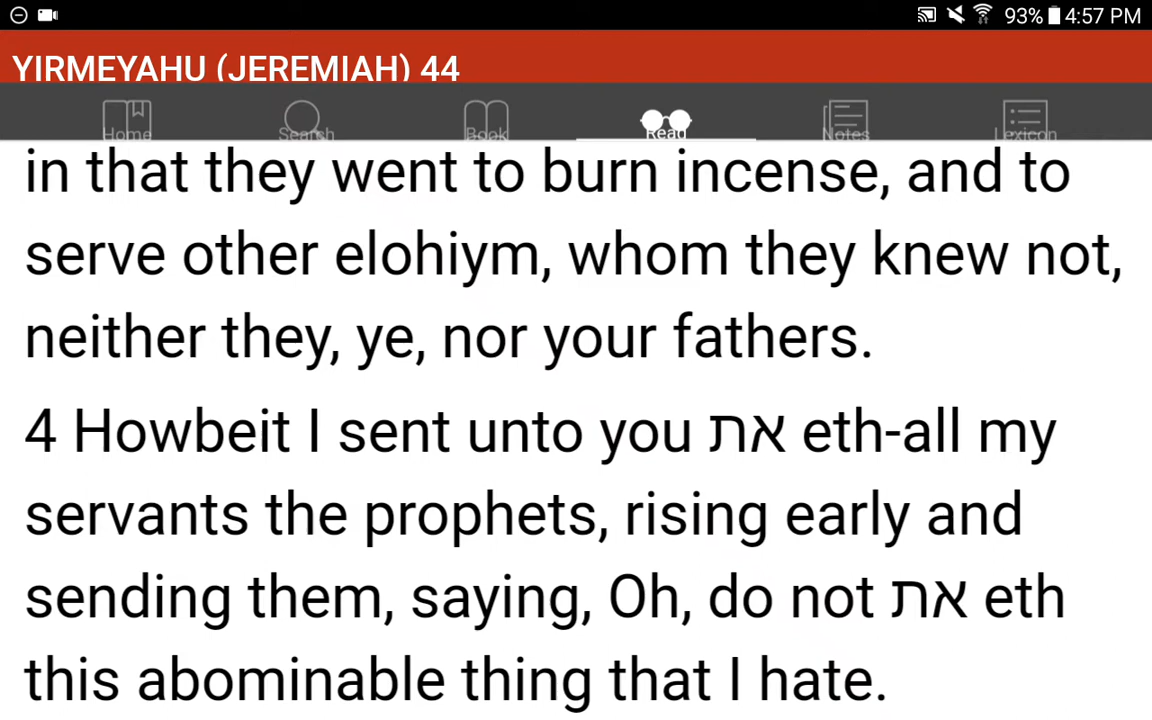 93% 4:57 PM
YIRMEYAHU (JEREMIAH) 44
Home Search Book Read Notes Lexicon
in that they went to burn incense, and to
serve other elohiym, whom they knew not,
neither they, ye, nor your fathers.
4 Howbeit I sent unto you את eth-all my
servants the prophets, rising early and
sending them, saying, Oh, do not את eth
this abominable thing that I hate.